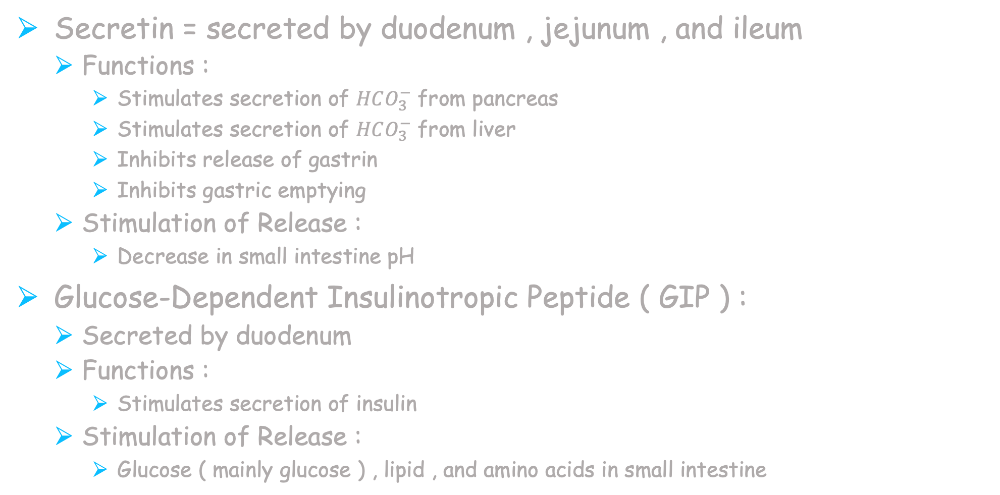 Secretin = secreted by duodenum , jejunum , and ileum
Functions :
Stimulates secretion of HCO₃⁻ from pancreas
Stimulates secretion of HCO₃⁻ from liver
Inhibits release of gastrin
Inhibits gastric emptying
Stimulation of Release :
Decrease in small intestine pH
Glucose-Dependent Insulinotropic Peptide ( GIP ) :
Secreted by duodenum
Functions :
Stimulates secretion of insulin
Stimulation of Release :
Glucose ( mainly glucose ) , lipid , and amino acids in small intestine